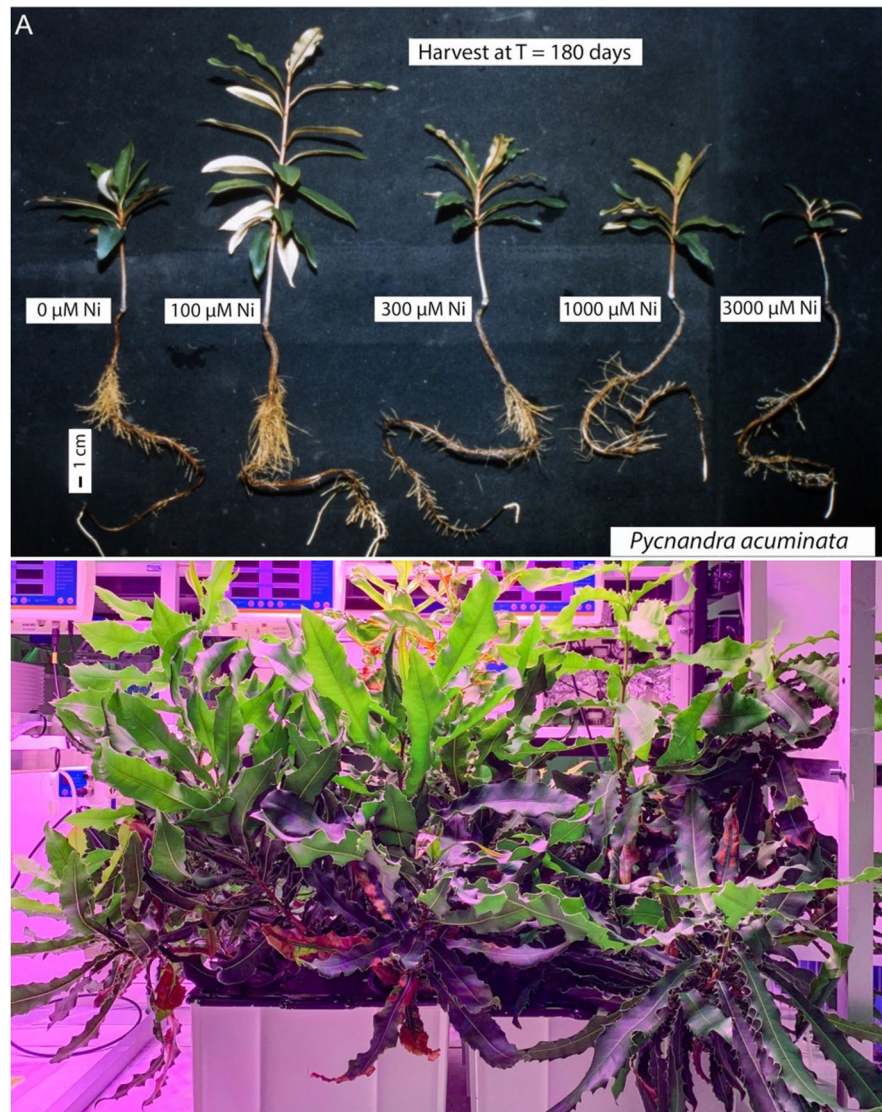 A
Harvest at T = 180 days
0 µM Ni
100 µM Ni
300 µM Ni
1000 µM Ni
3000 µM Ni
1 cm
Pycnandra acuminata